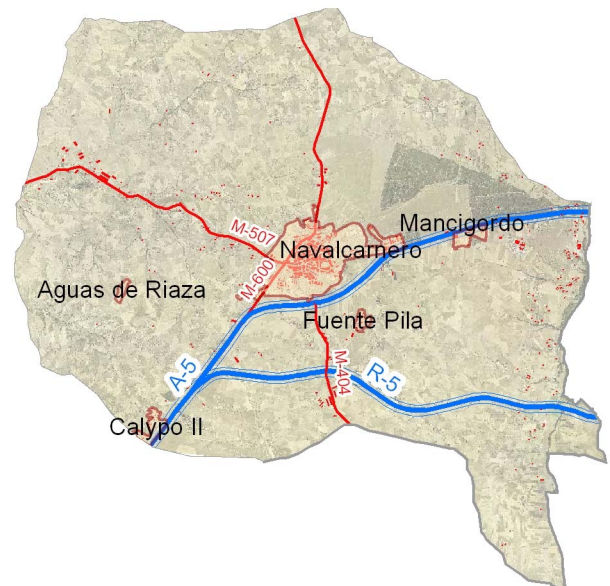 Mancigordo
M-507
Navalcarnero
M-600
Aguas de Riaza
Fuente Pila
A-5
M-404
R-5
Calypo II